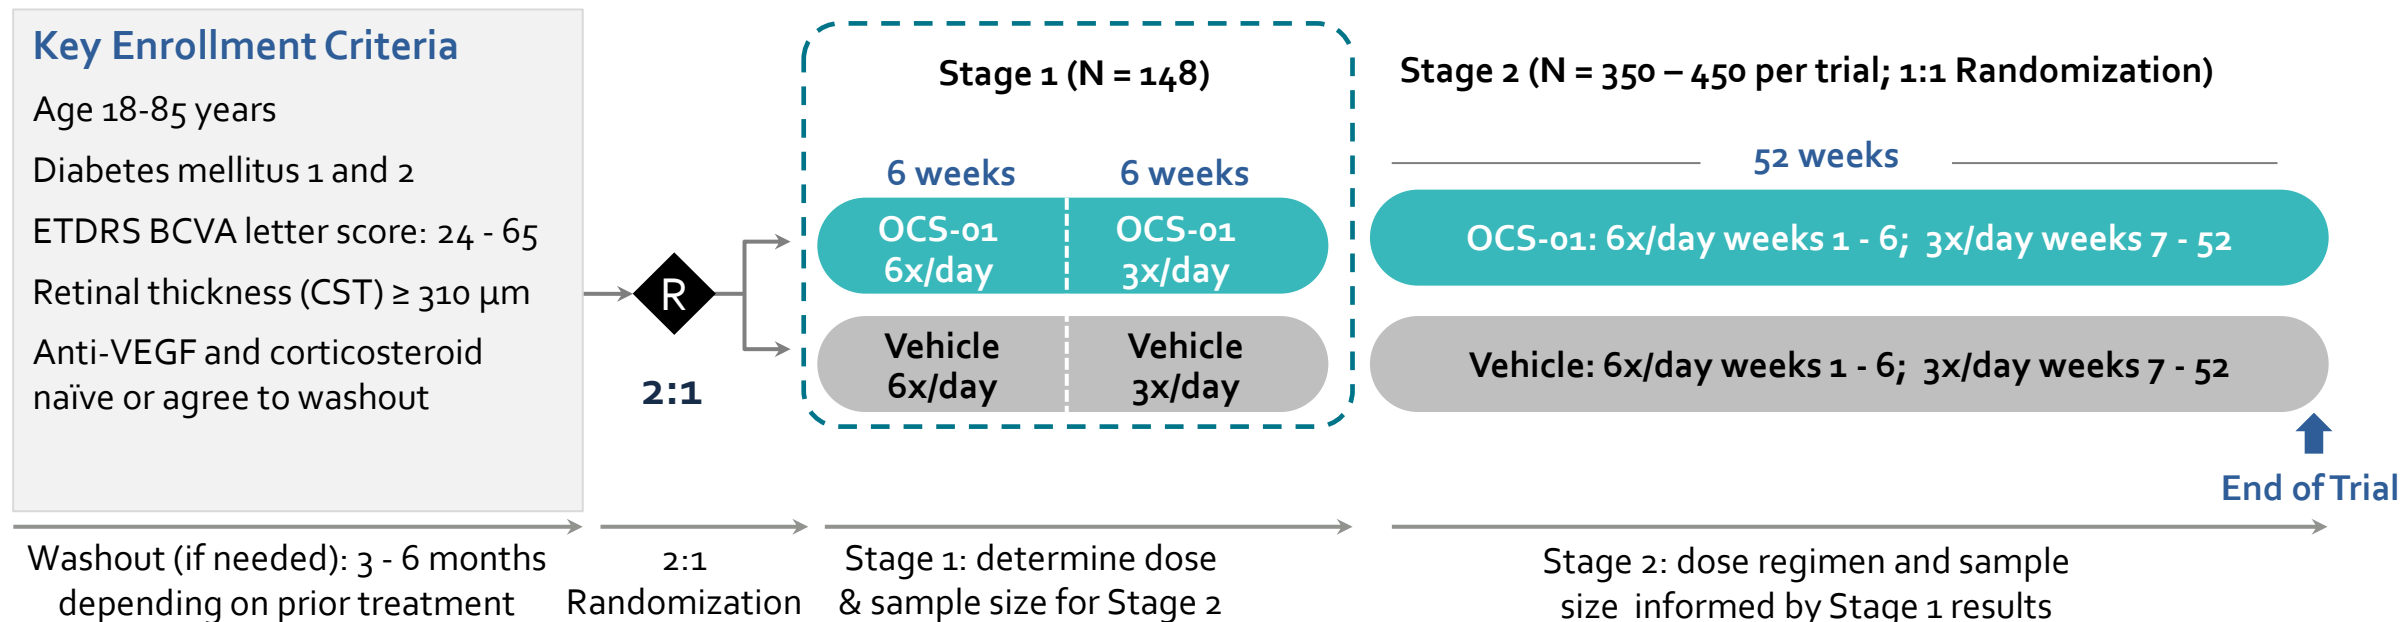 Key Enrollment Criteria
Age 18-85 years
Diabetes mellitus 1 and 2
ETDRS BCVA letter score: 24 - 65
Retinal thickness (CST) ≥ 310 µm
Anti-VEGF and corticosteroid
naïve or agree to washout
R
2:1
Stage 1 (N = 148)
6 weeks
6 weeks
OCS-01
6x/day
OCS-01
3x/day
Vehicle
6x/day
Vehicle
3x/day
Stage 2 (N = 350 – 450 per trial; 1:1 Randomization)
52 weeks
OCS-01: 6x/day weeks 1 - 6; 3x/day weeks 7 - 52
Vehicle: 6x/day weeks 1 - 6; 3x/day weeks 7 - 52
End of Trial
Washout (if needed): 3 - 6 months
depending on prior treatment
2:1
Randomization
Stage 1: determine dose
& sample size for Stage 2
Stage 2: dose regimen and sample
size informed by Stage 1 results